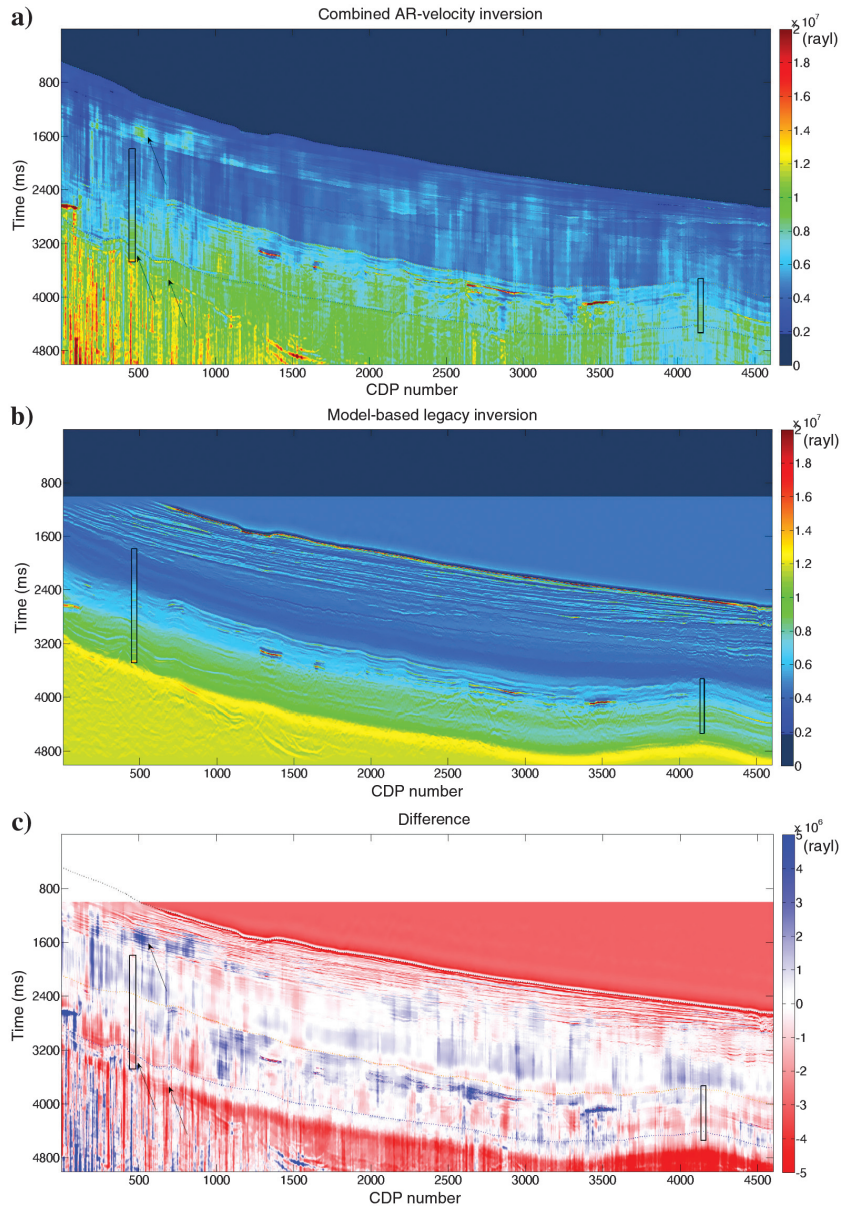 a)
Combined AR-velocity inversion
x 10^7
2
(rayl)
1.8
1.6
1.4
1.2
1
0.8
0.6
0.4
0.2
0
Time (ms)
800
1600
2400
3200
4000
4800
500 1000 1500 2000 2500 3000 3500 4000 4500
CDP number
b)
Model-based legacy inversion
x 10^7
2
(rayl)
1.8
1.6
1.4
1.2
1
0.8
0.6
0.4
0.2
0
Time (ms)
800
1600
2400
3200
4000
4800
500 1000 1500 2000 2500 3000 3500 4000 4500
CDP number
c)
Difference
x 10^6
5
(rayl)
4
3
2
1
0
-1
-2
-3
-4
-5
Time (ms)
800
1600
2400
3200
4000
4800
500 1000 1500 2000 2500 3000 3500 4000 4500
CDP number